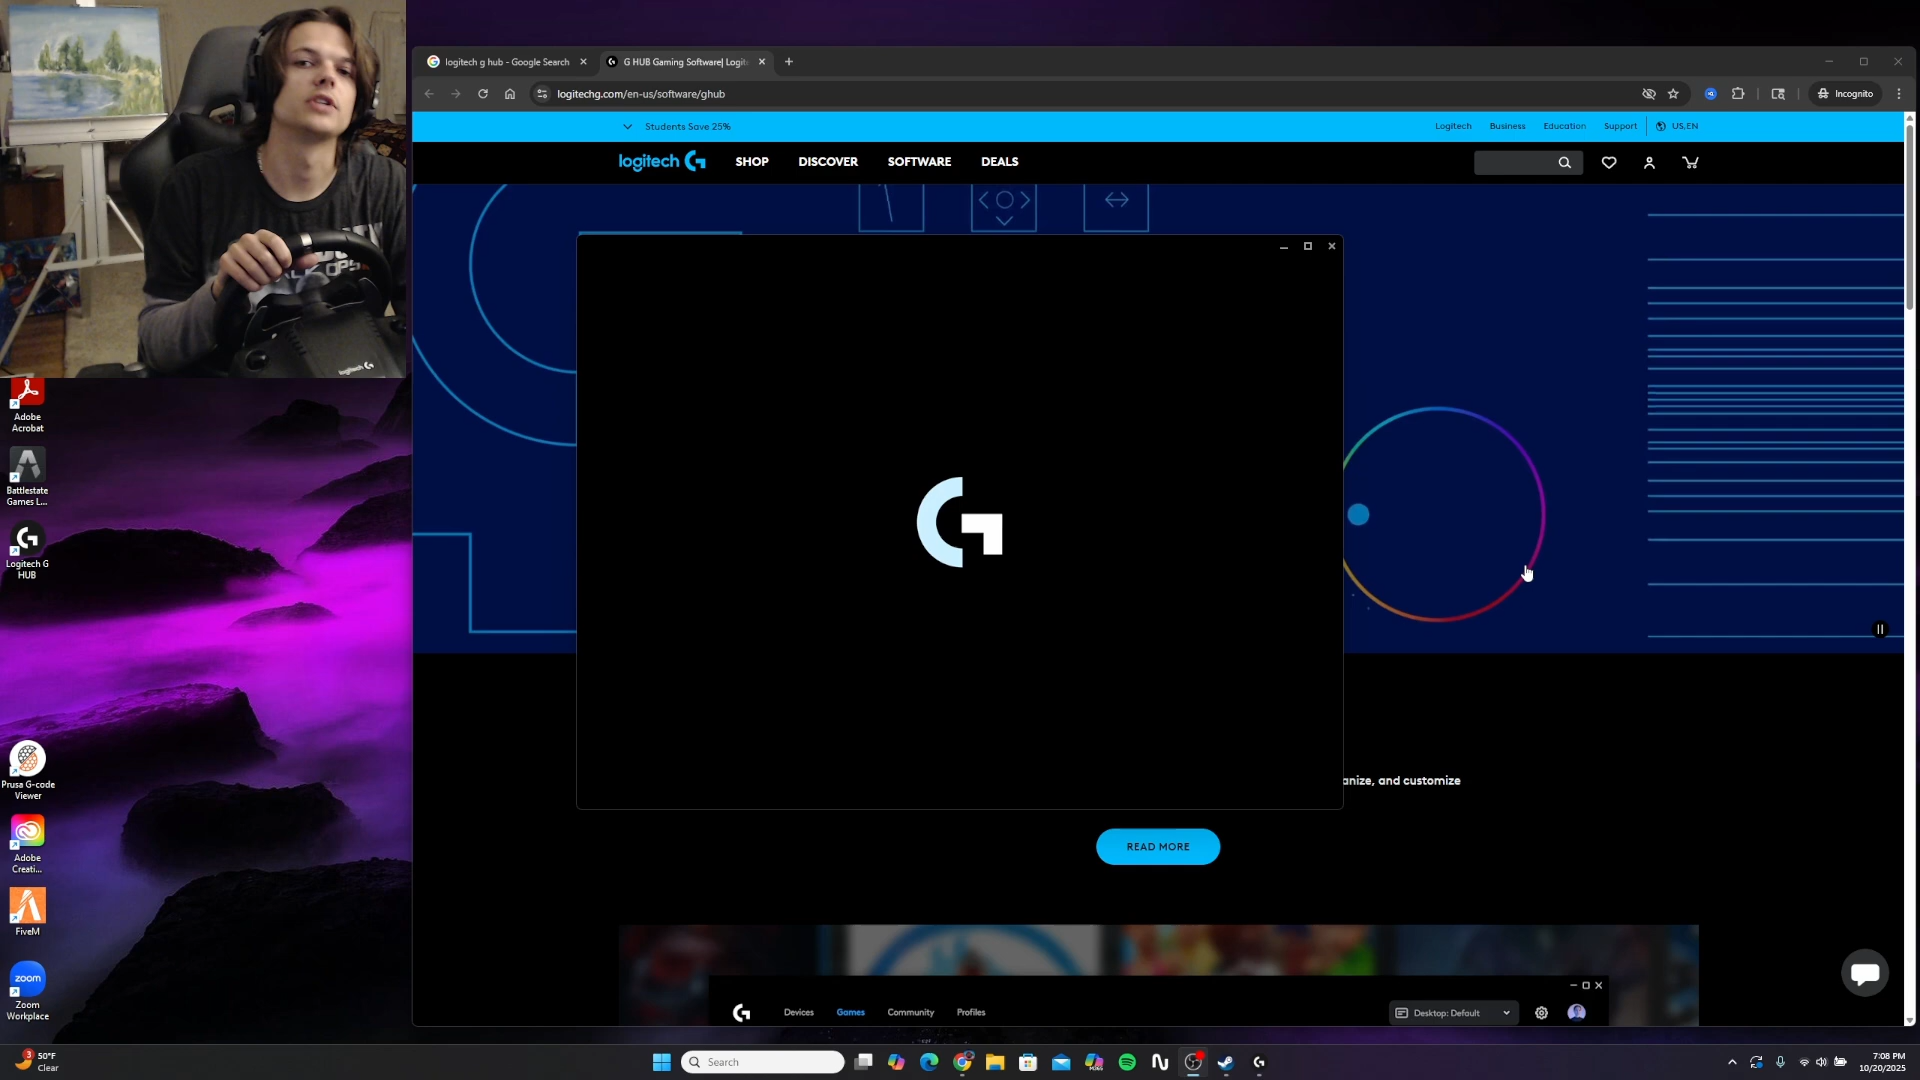 logitech g hub - Google Search
G HUB Gaming Software| Logit
logitechg.com/en-us/software/ghub
Incognito
Students Save 25%
Logitech
Business
Education
Support
US,EN
logitech G
SHOP
DISCOVER
SOFTWARE
DEALS
logitech G
Adobe
Acrobat
Battlestate
Games L...
Logitech G
HUB
Prusa G-code
Viewer
Adobe
Creati...
FiveM
zoom
Zoom
Workplace
anize, and customize
READ MORE
Devices
Games
Community
Profiles
Desktop: Default
3
50°F
Clear
Search
7:08 PM
10/20/2025